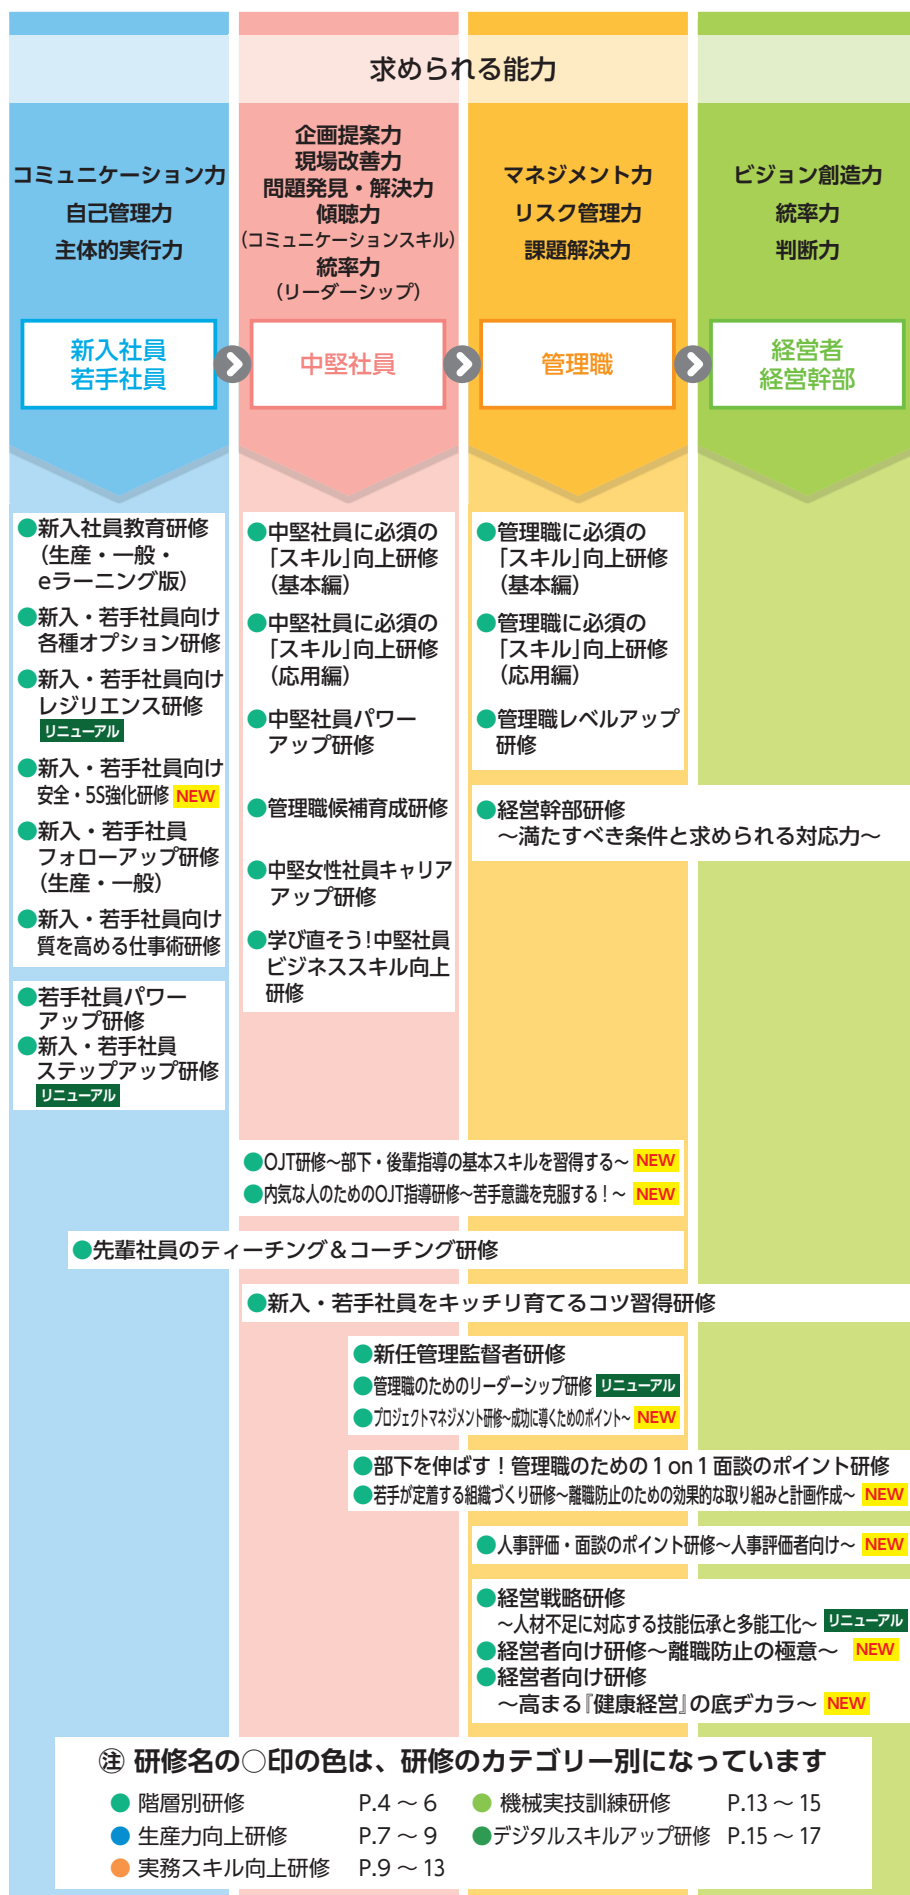 求められる能力
コミュニケーション力
自己管理力
主体的実行力
企画提案力
現場改善力
問題発見・解決力
傾聴力
(コミュニケーションスキル)
統率力
(リーダーシップ)
マネジメント力
リスク管理力
課題解決力
ビジョン創造力
統率力
判断力
新入社員
若手社員
中堅社員
管理職
経営者
経営幹部
●新入社員教育研修
(生産・一般・
eラーニング版)
●新入・若手社員向け
各種オプション研修
●新入・若手社員向け
レジリエンス研修
リニューアル
●新入・若手社員向け
安全・5S強化研修 NEW
●新入・若手社員
フォローアップ研修
(生産・一般)
●新入・若手社員向け
質を高める仕事術研修
●若手社員パワー
アップ研修
●新入・若手社員
ステップアップ研修
リニューアル
●中堅社員に必須の
「スキル」向上研修
(基本編)
●中堅社員に必須の
「スキル」向上研修
(応用編)
●中堅社員パワー
アップ研修
●管理職候補育成研修
●中堅女性社員キャリア
アップ研修
●学び直そう!中堅社員
ビジネススキル向上
研修
●管理職に必須の
「スキル」向上研修
(基本編)
●管理職に必須の
「スキル」向上研修
(応用編)
●管理職レベルアップ
研修
●経営幹部研修
～満たすべき条件と求められる対応力～
●OJT研修～部下・後輩指導の基本スキルを習得する～ NEW
●内気な人のためのOJT指導研修～苦手意識を克服する！～ NEW
●先輩社員のティーチング＆コーチング研修
●新入・若手社員をキッチリ育てるコツ習得研修
●新任管理監督者研修
●管理職のためのリーダーシップ研修 リニューアル
●プロジェクトマネジメント研修～成功に導くためのポイント～ NEW
●部下を伸ばす！管理職のための１on１面談のポイント研修
●若手が定着する組織づくり研修～離職防止のための効果的な取り組みと計画作成～ NEW
●人事評価・面談のポイント研修～人事評価者向け～ NEW
●経営戦略研修
～人材不足に対応する技能伝承と多能工化～ リニューアル
●経営者向け研修～離職防止の極意～ NEW
●経営者向け研修
～高まる『健康経営』の底ヂカラ～ NEW
㊟ 研修名の○印の色は、研修のカテゴリー別になっています
● 階層別研修 P.4 ～ 6
● 生産力向上研修 P.7 ～ 9
● 実務スキル向上研修 P.9 ～ 13
● 機械実技訓練研修 P.13 ～ 15
●デジタルスキルアップ研修 P.15 ～ 17